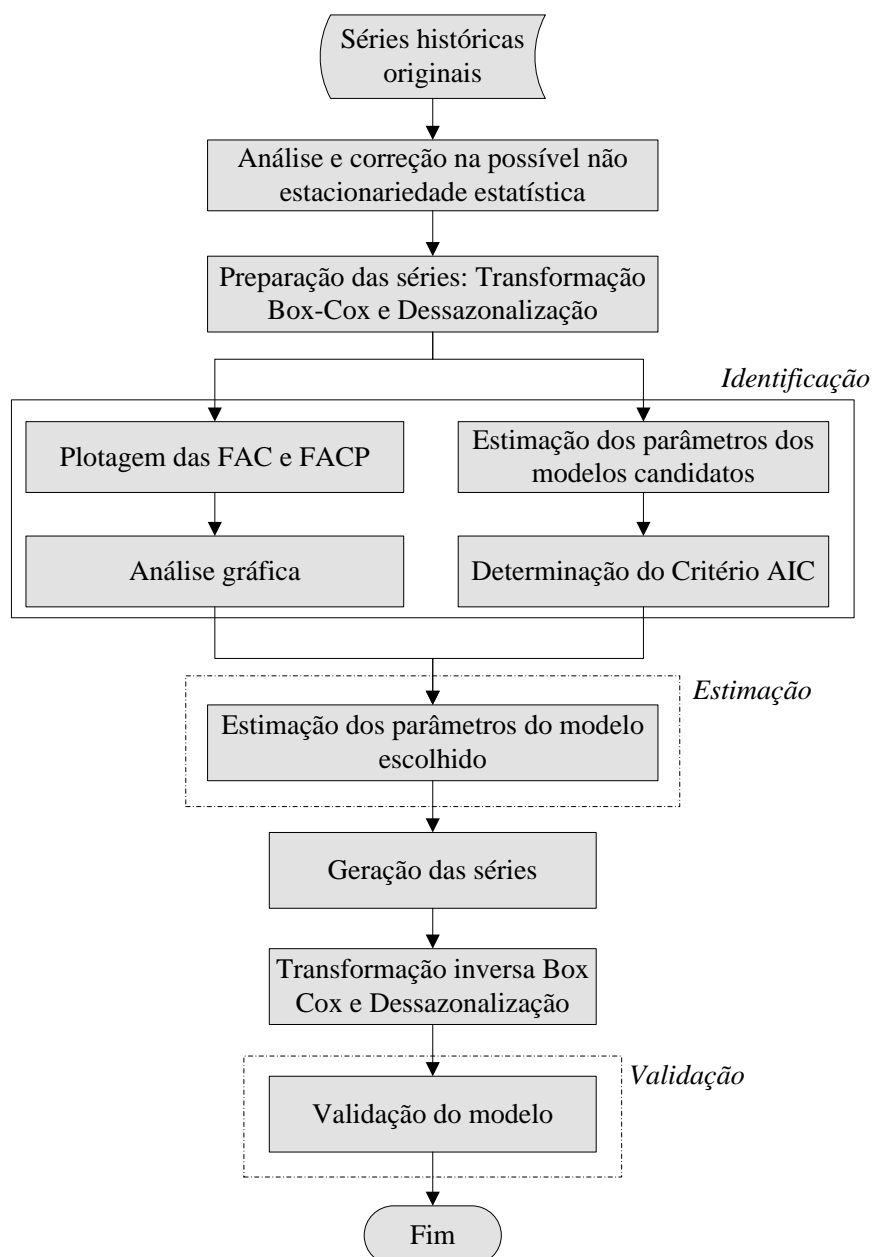 Séries históricas
originais
Análise e correção na possível não
estacionariedade estatística
Preparação das séries: Transformação
Box-Cox e Dessazonalização
Identificação
Plotagem das FAC e FACP
Estimação dos parâmetros dos
modelos candidatos
Análise gráfica
Determinação do Critério AIC
Estimação
Estimação dos parâmetros do modelo
escolhido
Geração das séries
Transformação inversa Box
Cox e Dessazonalização
Validação
Validação do modelo
Fim